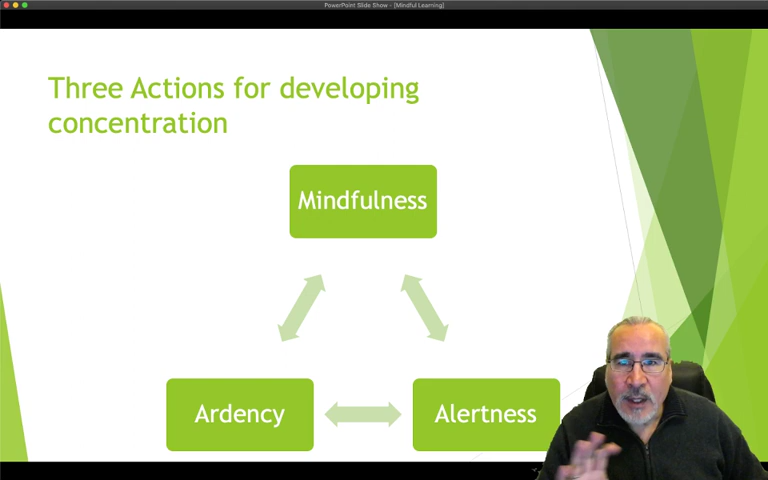 PowerPoint Slide Show - [Mindful Learning]
Three Actions for developing
concentration
Mindfulness
Ardency
Alertness